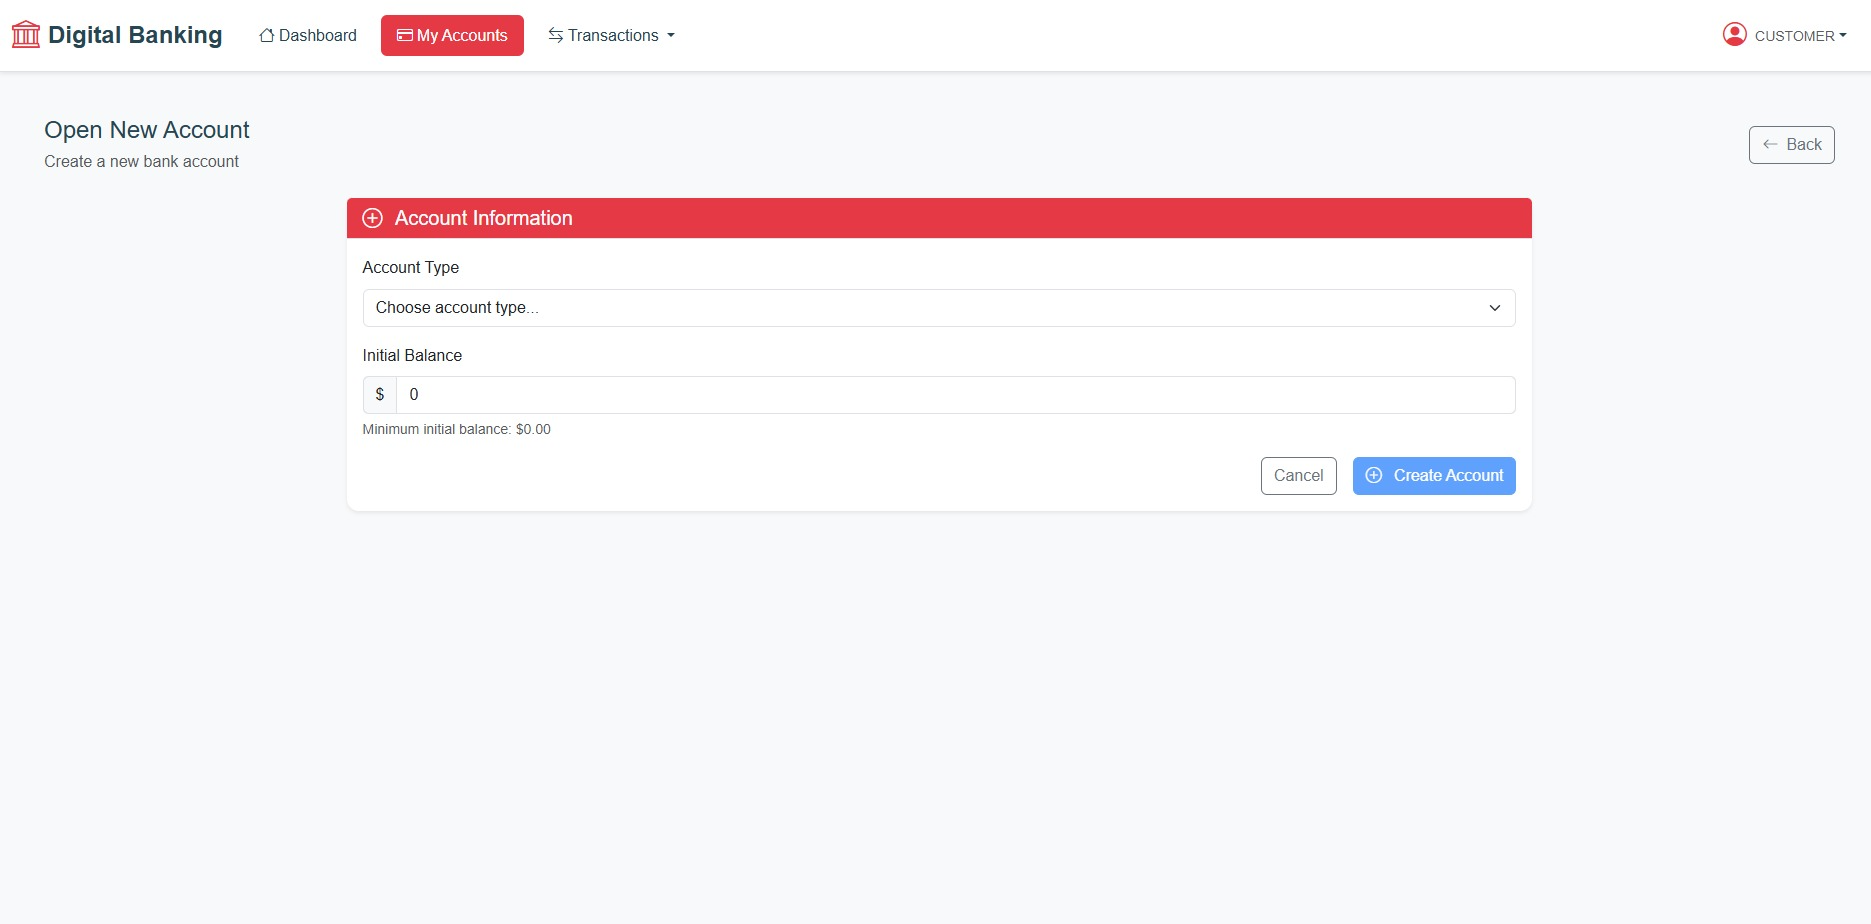 Digital Banking
Dashboard
My Accounts
Transactions
CUSTOMER
Open New Account
Create a new bank account
Back
Account Information
Account Type
Choose account type...
Initial Balance
$ 0
Minimum initial balance: $0.00
Cancel
Create Account